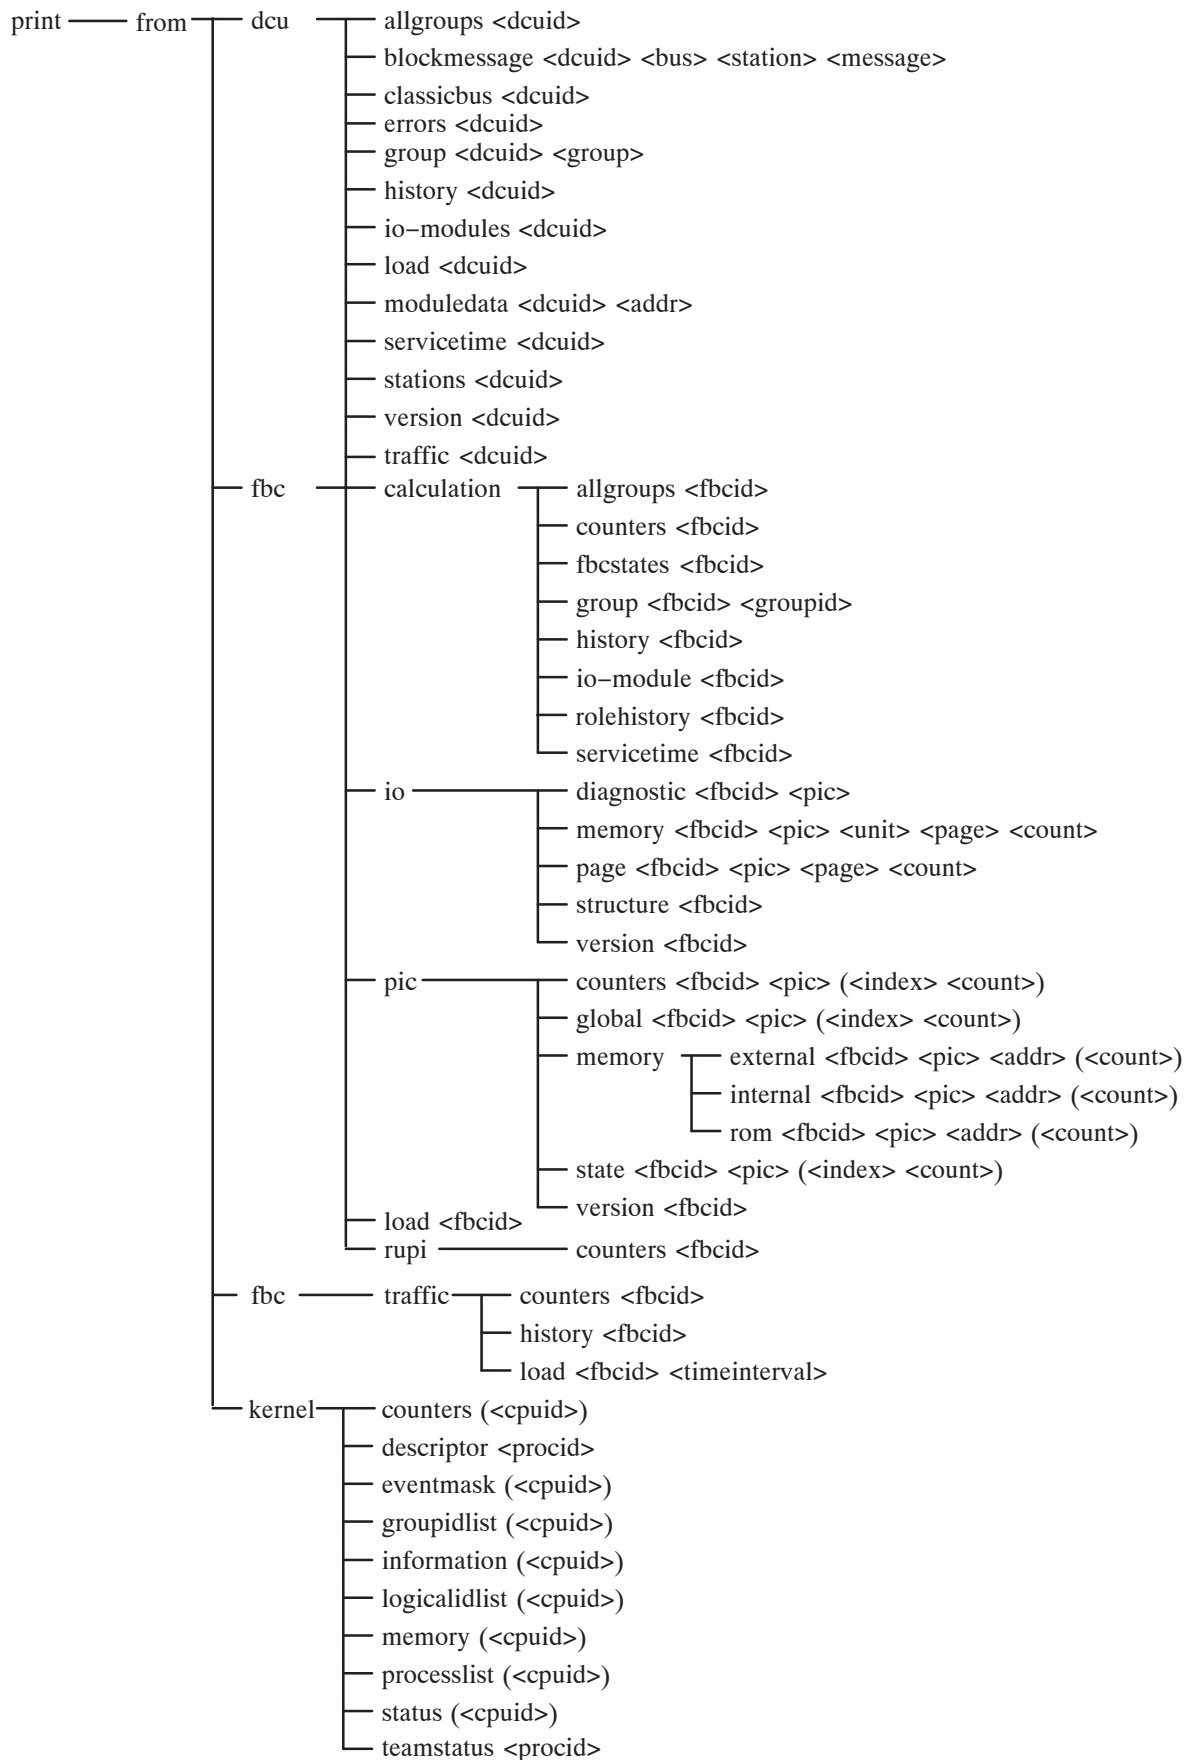 print from dcu allgroups <dcuid>
blockmessage <dcuid> <bus> <station> <message>
classicbus <dcuid>
errors <dcuid>
group <dcuid> <group>
history <dcuid>
io−modules <dcuid>
load <dcuid>
moduledata <dcuid> <addr>
servicetime <dcuid>
stations <dcuid>
version <dcuid>
traffic <dcuid>
fbc calculation allgroups <fbcid>
counters <fbcid>
fbcstates <fbcid>
group <fbcid> <groupid>
history <fbcid>
io−module <fbcid>
rolehistory <fbcid>
servicetime <fbcid>
io diagnostic <fbcid> <pic>
memory <fbcid> <pic> <unit> <page> <count>
page <fbcid> <pic> <page> <count>
structure <fbcid>
version <fbcid>
pic counters <fbcid> <pic> (<index> <count>)
global <fbcid> <pic> (<index> <count>)
memory external <fbcid> <pic> <addr> (<count>)
internal <fbcid> <pic> <addr> (<count>)
rom <fbcid> <pic> <addr> (<count>)
state <fbcid> <pic> (<index> <count>)
version <fbcid>
load <fbcid>
rupi counters <fbcid>
fbc traffic counters <fbcid>
history <fbcid>
load <fbcid> <timeinterval>
kernel counters (<cpuid>)
descriptor <procid>
eventmask (<cpuid>)
groupidlist (<cpuid>)
information (<cpuid>)
logicalidlist (<cpuid>)
memory (<cpuid>)
processlist (<cpuid>)
status (<cpuid>)
teamstatus <procid>